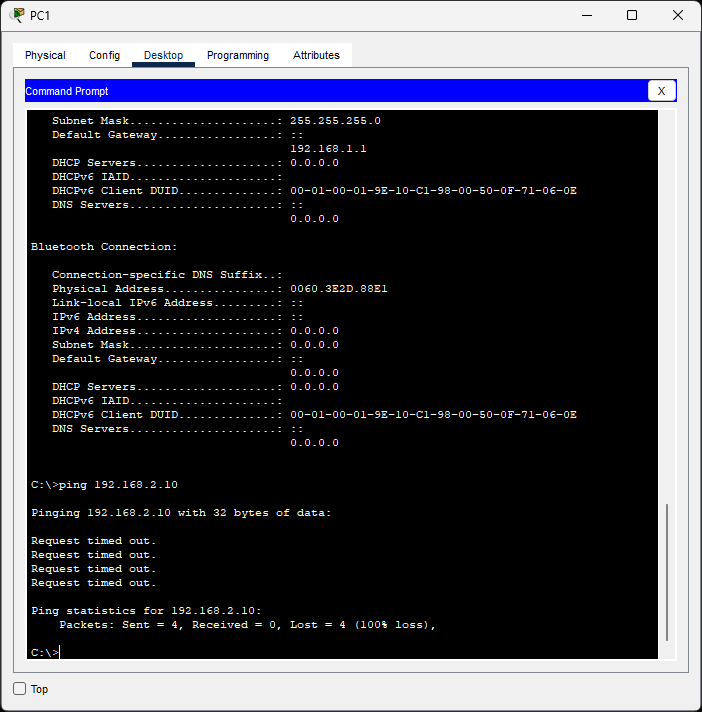 PC1
Physical Config Desktop Programming Attributes
Command Prompt X
Subnet Mask.....................: 255.255.255.0
Default Gateway.................: ::
192.168.1.1
DHCP Servers....................: 0.0.0.0
DHCPv6 IAID.....................:
DHCPv6 Client DUID..............: 00-01-00-01-9E-10-C1-98-00-50-0F-71-06-0E
DNS Servers.....................: ::
0.0.0.0
Bluetooth Connection:
Connection-specific DNS Suffix..:
Physical Address................: 0060.3E2D.88E1
Link-local IPv6 Address.........: ::
IPv6 Address....................: ::
IPv4 Address....................: 0.0.0.0
Subnet Mask.....................: 0.0.0.0
Default Gateway.................: ::
0.0.0.0
DHCP Servers....................: 0.0.0.0
DHCPv6 IAID.....................:
DHCPv6 Client DUID..............: 00-01-00-01-9E-10-C1-98-00-50-0F-71-06-0E
DNS Servers.....................: ::
0.0.0.0
C:\>ping 192.168.2.10
Pinging 192.168.2.10 with 32 bytes of data:
Request timed out.
Request timed out.
Request timed out.
Request timed out.
Ping statistics for 192.168.2.10:
Packets: Sent = 4, Received = 0, Lost = 4 (100% loss),
C:\>
Top